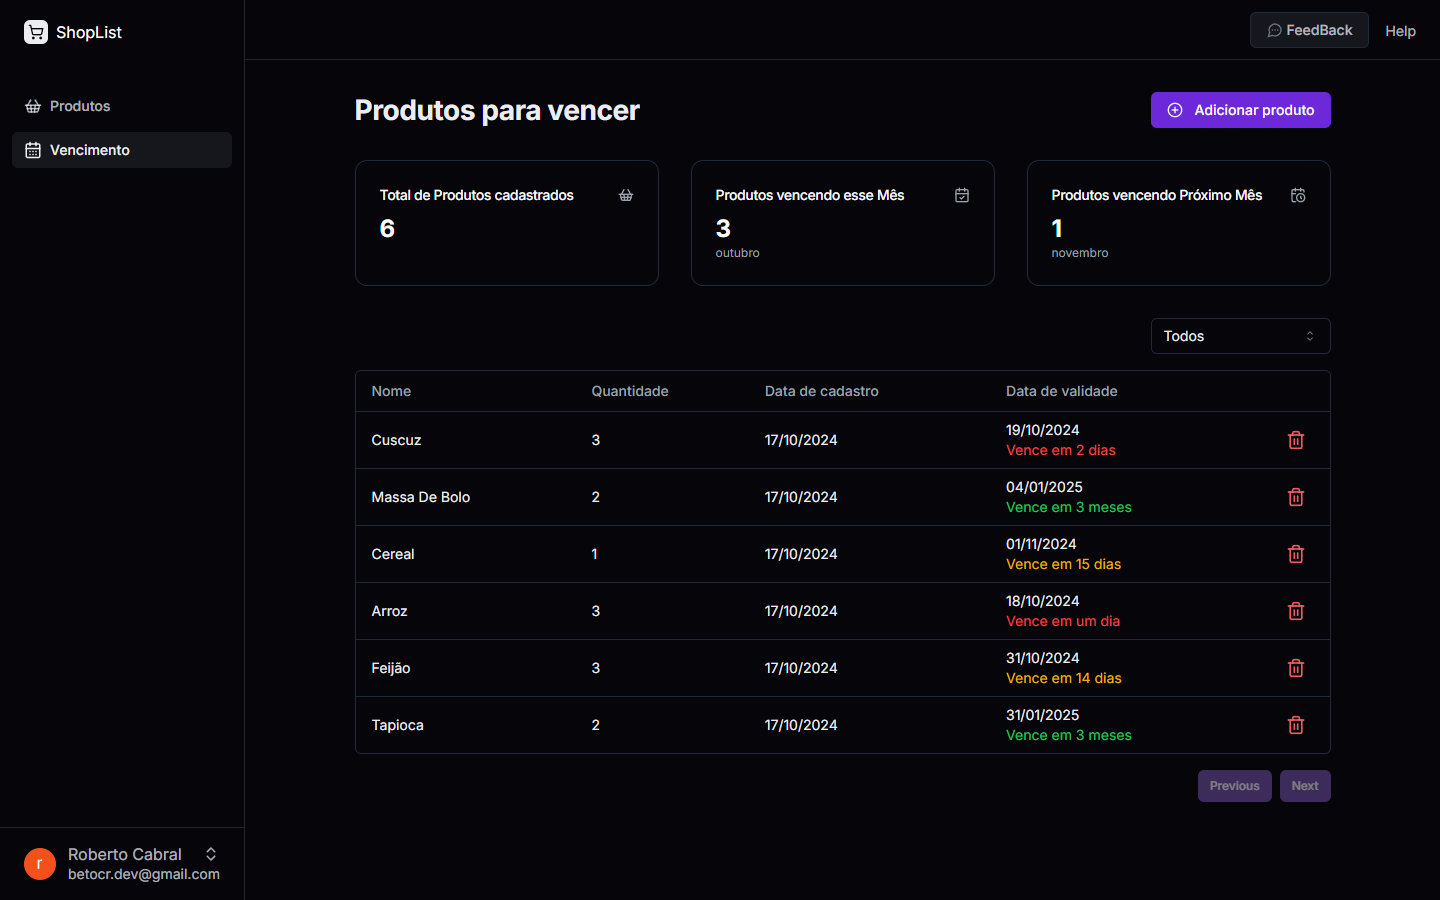 ShopList
FeedBack
Help
Produtos
Vencimento
Produtos para vencer
Adicionar produto
Total de Produtos cadastrados
6
Produtos vencendo esse Mês
3
outubro
Produtos vencendo Próximo Mês
1
novembro
Todos
Nome Quantidade Data de cadastro Data de validade
Cuscuz 3 17/10/2024 19/10/2024
Vence em 2 dias
Massa De Bolo 2 17/10/2024 04/01/2025
Vence em 3 meses
Cereal 1 17/10/2024 01/11/2024
Vence em 15 dias
Arroz 3 17/10/2024 18/10/2024
Vence em um dia
Feijão 3 17/10/2024 31/10/2024
Vence em 14 dias
Tapioca 2 17/10/2024 31/01/2025
Vence em 3 meses
Previous
Next
r
Roberto Cabral
betocr.dev@gmail.com